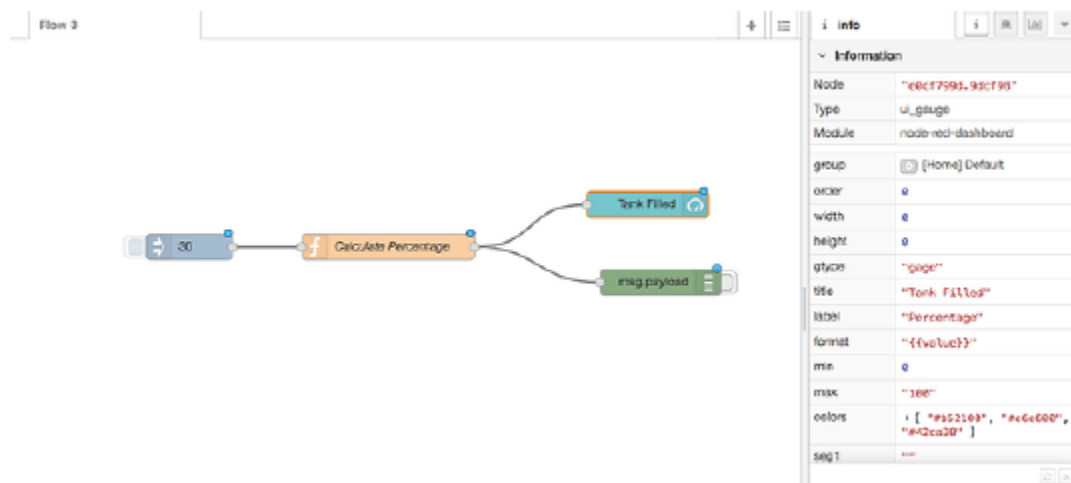 Flow 3
i info
Information
Node "e0cf799d.9dcf98"
Type ui_gauge
Module node-red-dashboard
group [Home] Default
order 0
width 0
height 0
gtype "gage"
title "Tank Filled"
label "Percentage"
format "{{value}}"
min 0
max "100"
colors [ "#b52100", "#e6e600",
"#42ca38" ]
seg1 ""
Tank Filled
30
Calculate Percentage
msg.payload